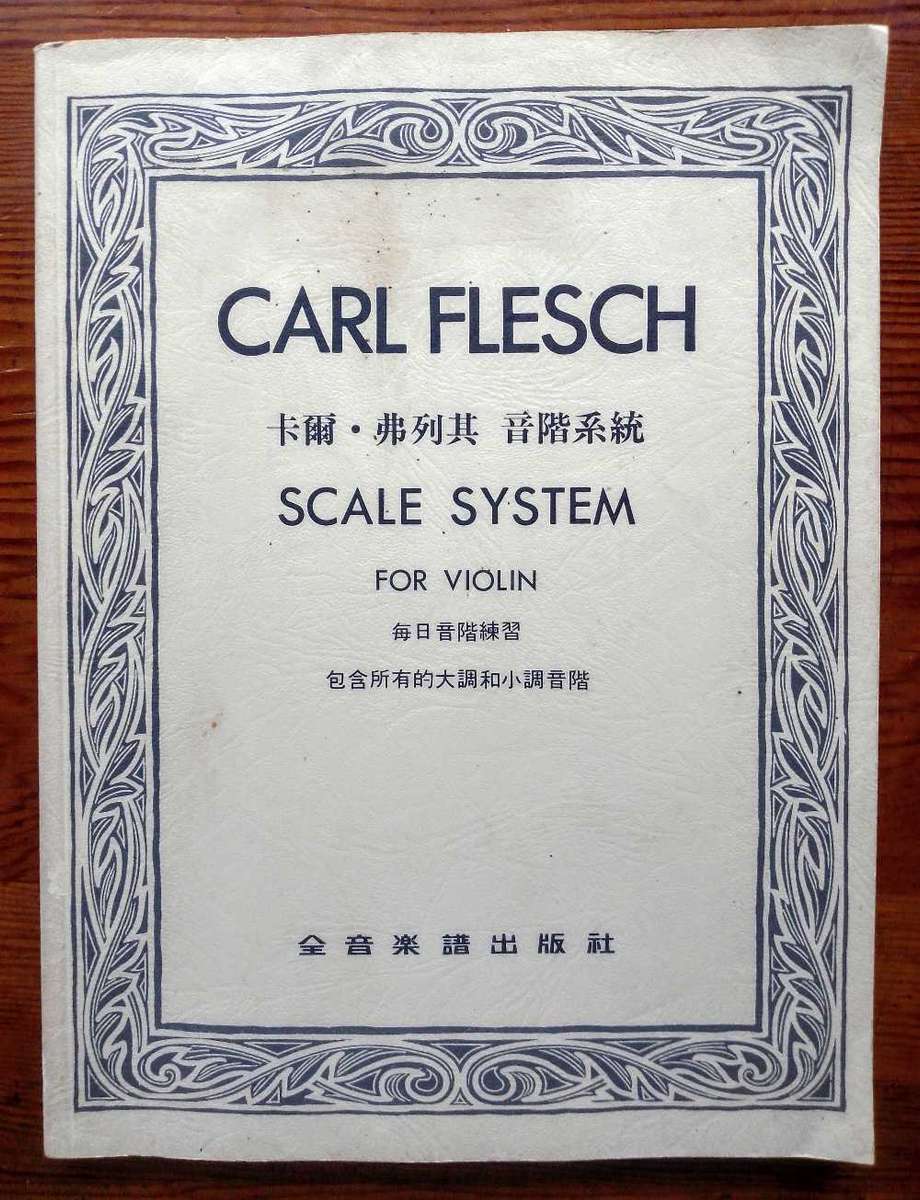 CARL FLESCH
卡爾・弗列其 音階系統
SCALE SYSTEM
FOR VIOLIN
每日音階練習
包含所有的大調和小調音階
全音楽譜出版社